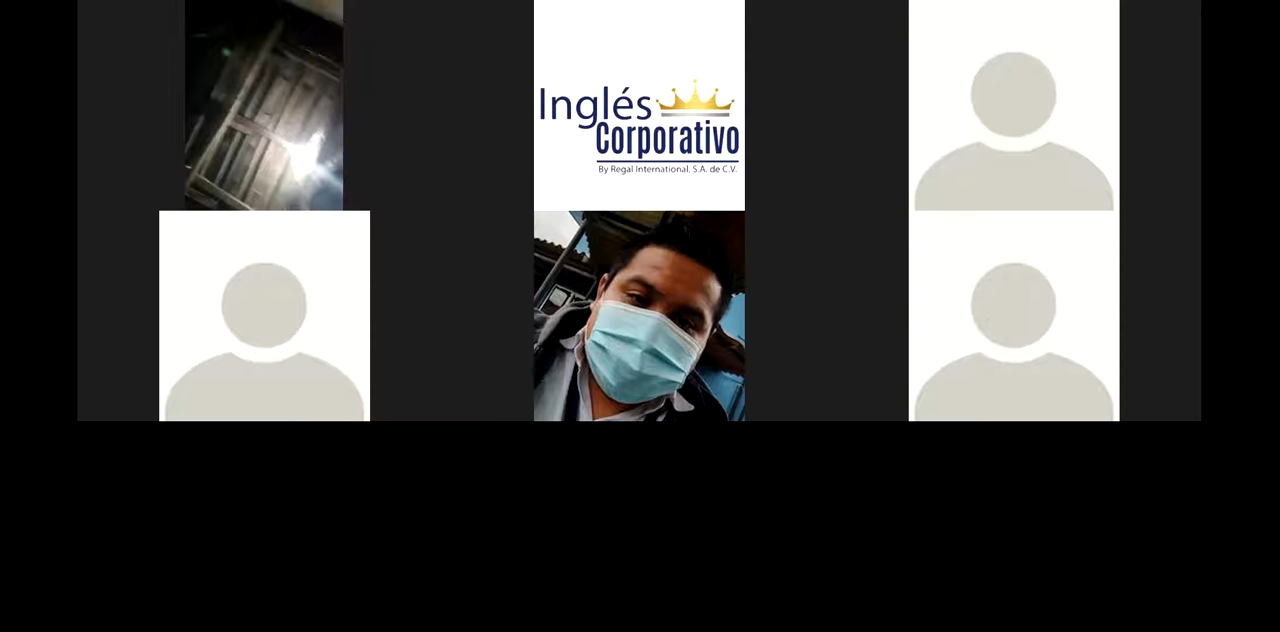 Inglés
Corporativo
By Regal International, S.A. de C.V.